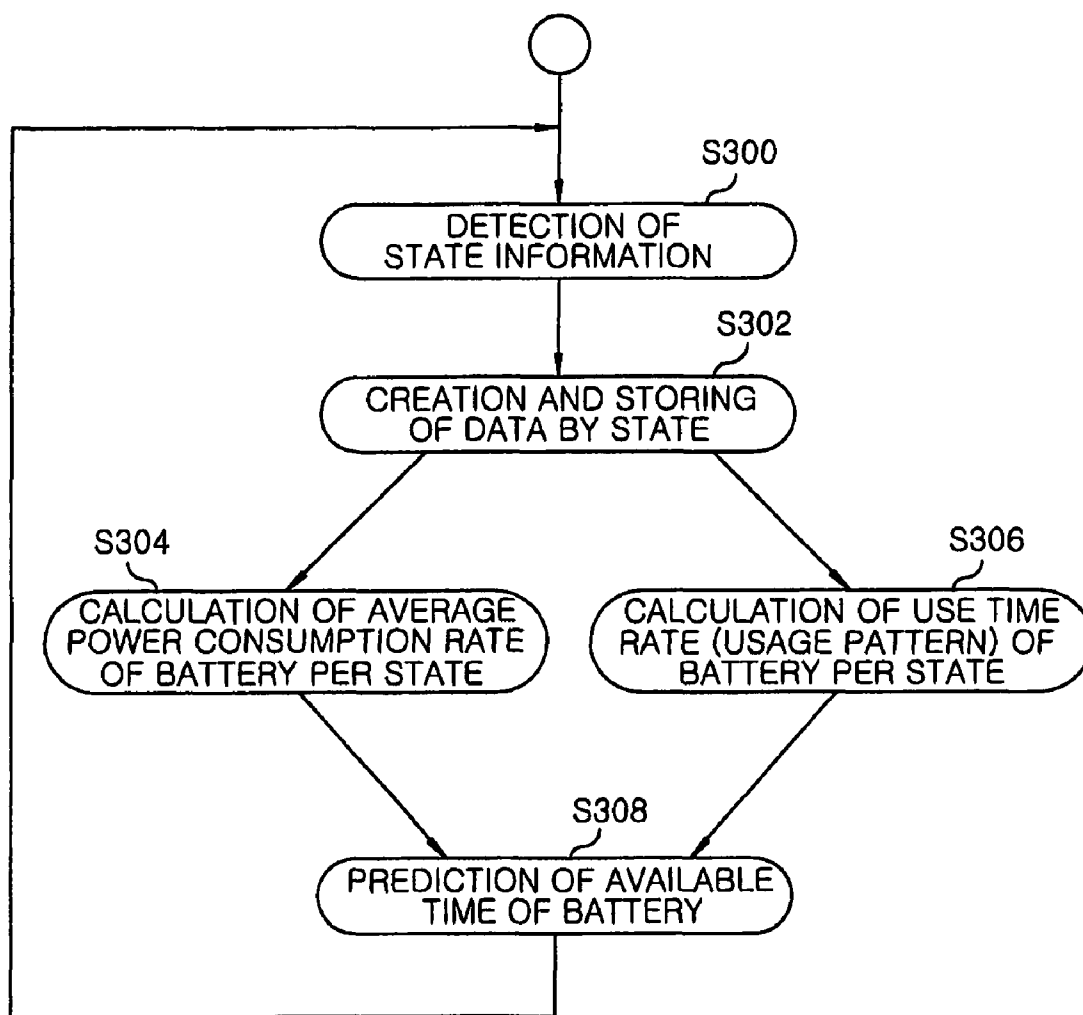 S300
DETECTION OF
STATE INFORMATION
S302
CREATION AND STORING
OF DATA BY STATE
S304
CALCULATION OF AVERAGE
POWER CONSUMPTION RATE
OF BATTERY PER STATE
S306
CALCULATION OF USE TIME
RATE (USAGE PATTERN) OF
BATTERY PER STATE
S308
PREDICTION OF AVAILABLE
TIME OF BATTERY